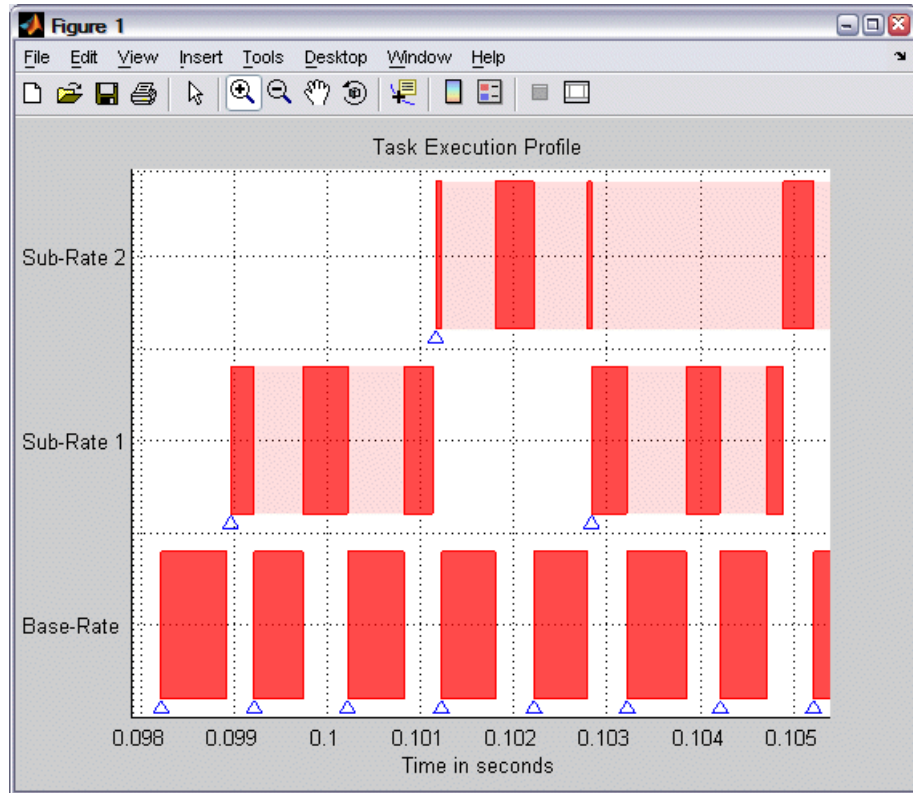 Figure 1
File Edit View Insert Tools Desktop Window Help
Task Execution Profile
Sub-Rate 2
Sub-Rate 1
Base-Rate
0.098 0.099 0.1 0.101 0.102 0.103 0.104 0.105
Time in seconds